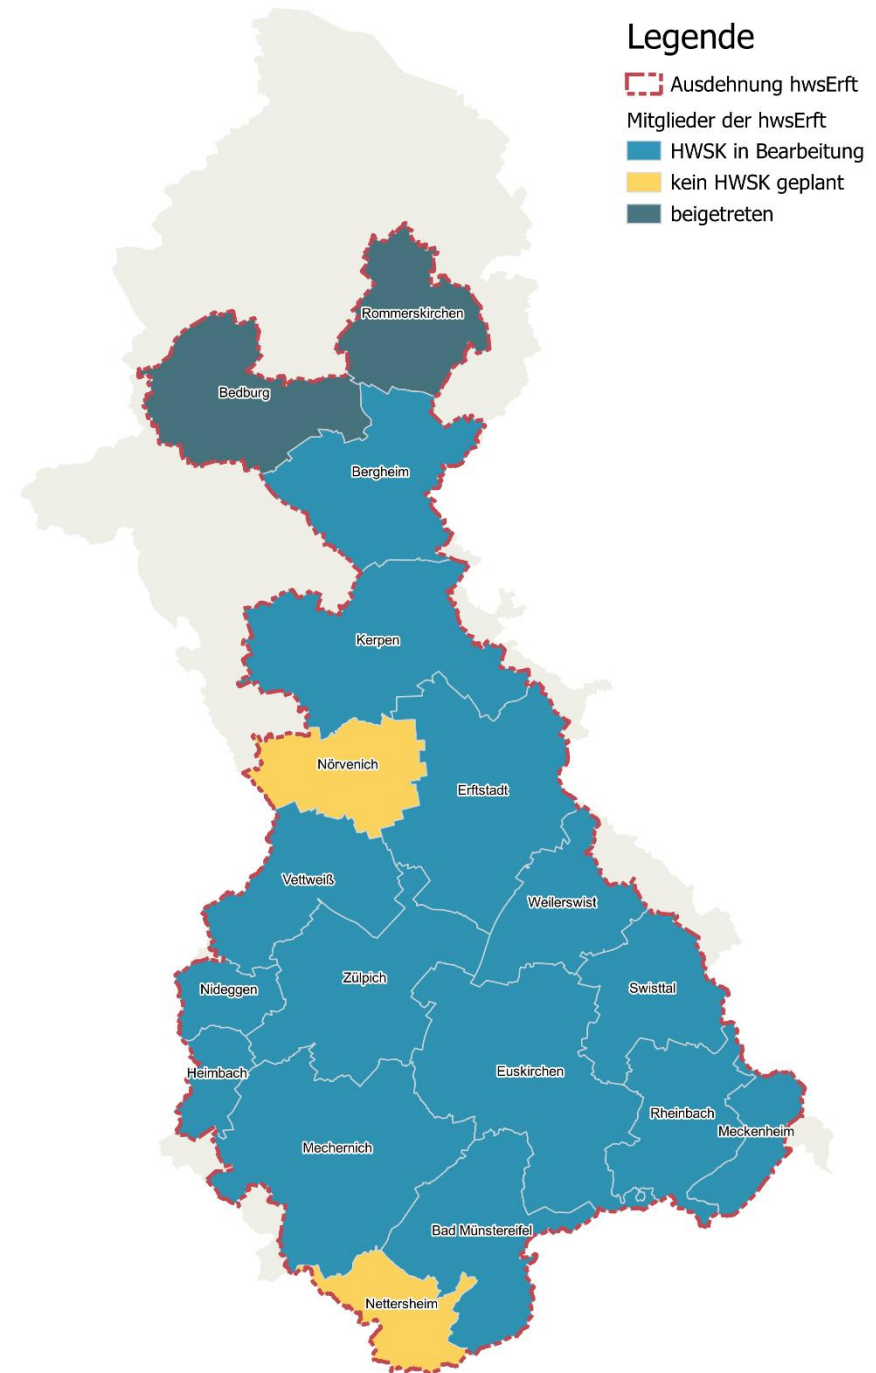 Legende
Ausdehnung hwsErft
Mitglieder der hwsErft
HWSK in Bearbeitung
kein HWSK geplant
beigetreten
Rommerskirchen
Bedburg
Bergheim
Kerpen
Nörvenich
Erftstadt
Vettweiß
Weilerswist
Zülpich
Nideggen
Swisttal
Heimbach
Euskirchen
Rheinbach
Meckenheim
Mechernich
Bad Münstereifel
Nettersheim